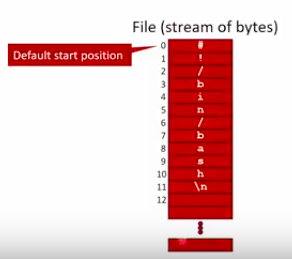 File (stream of bytes)
Default start position
0 #
1 !
2 /
3 b
4 i
5 n
6 /
7 b
8 a
9 s
10 h
11 \n
12